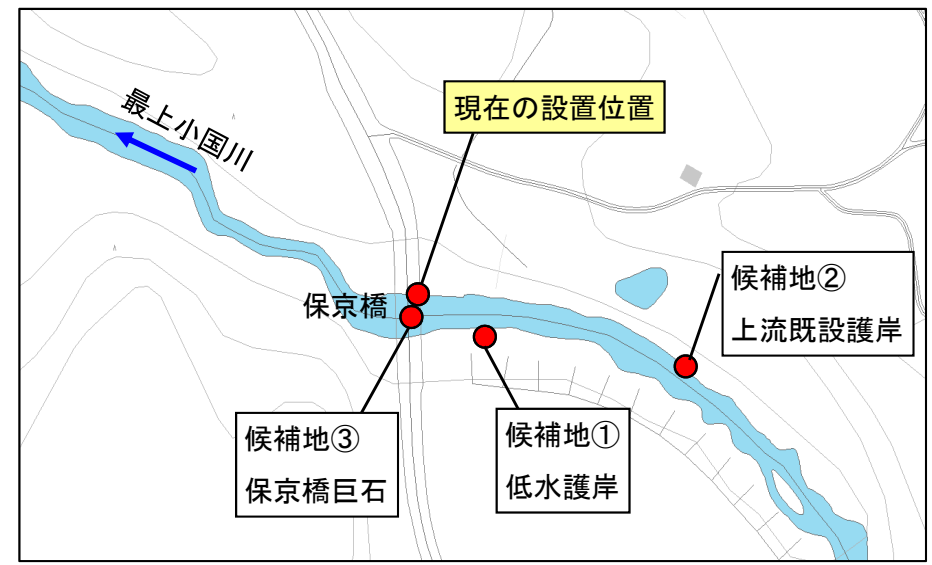 現在の設置位置
最上小国川
候補地②
上流既設護岸
保京橋
候補地③
保京橋巨石
候補地①
低水護岸